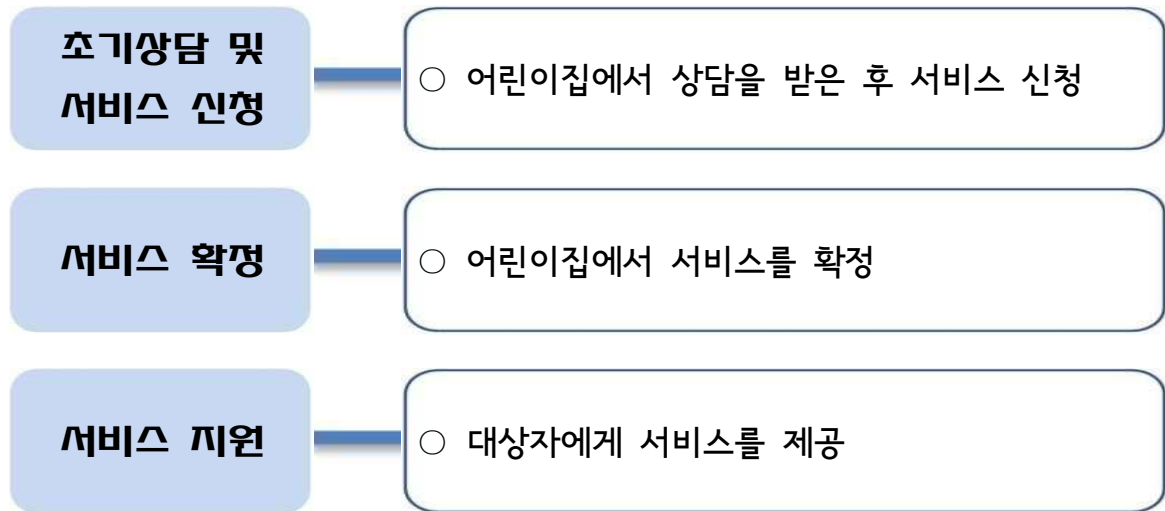 초기상담 및
서비스 신청
○ 어린이집에서 상담을 받은 후 서비스 신청
서비스 확정
○ 어린이집에서 서비스를 확정
서비스 지원
○ 대상자에게 서비스를 제공